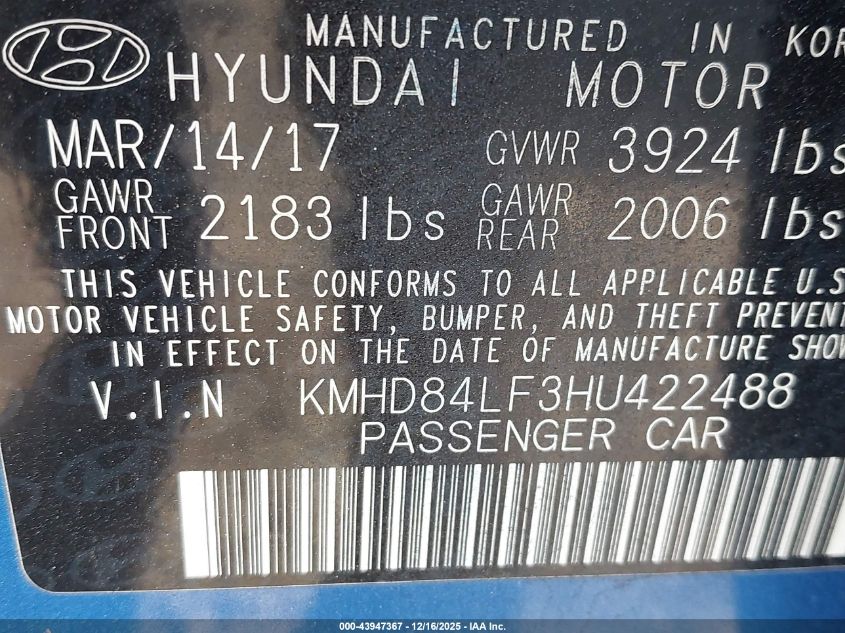 MANUFACTURED IN KOR
HYUNDAI MOTOR
MAR/14/17 GVWR 3924 lbs
GAWR FRONT 2183 lbs GAWR REAR 2006 lbs
THIS VEHICLE CONFORMS TO ALL APPLICABLE U.S
MOTOR VEHICLE SAFETY, BUMPER, AND THEFT PREVENT
IN EFFECT ON THE DATE OF MANUFACTURE SHOW
V.I.N KMHD84LF3HU422488
PASSENGER CAR
000-43947367 - 12/16/2025 - IAA Inc.